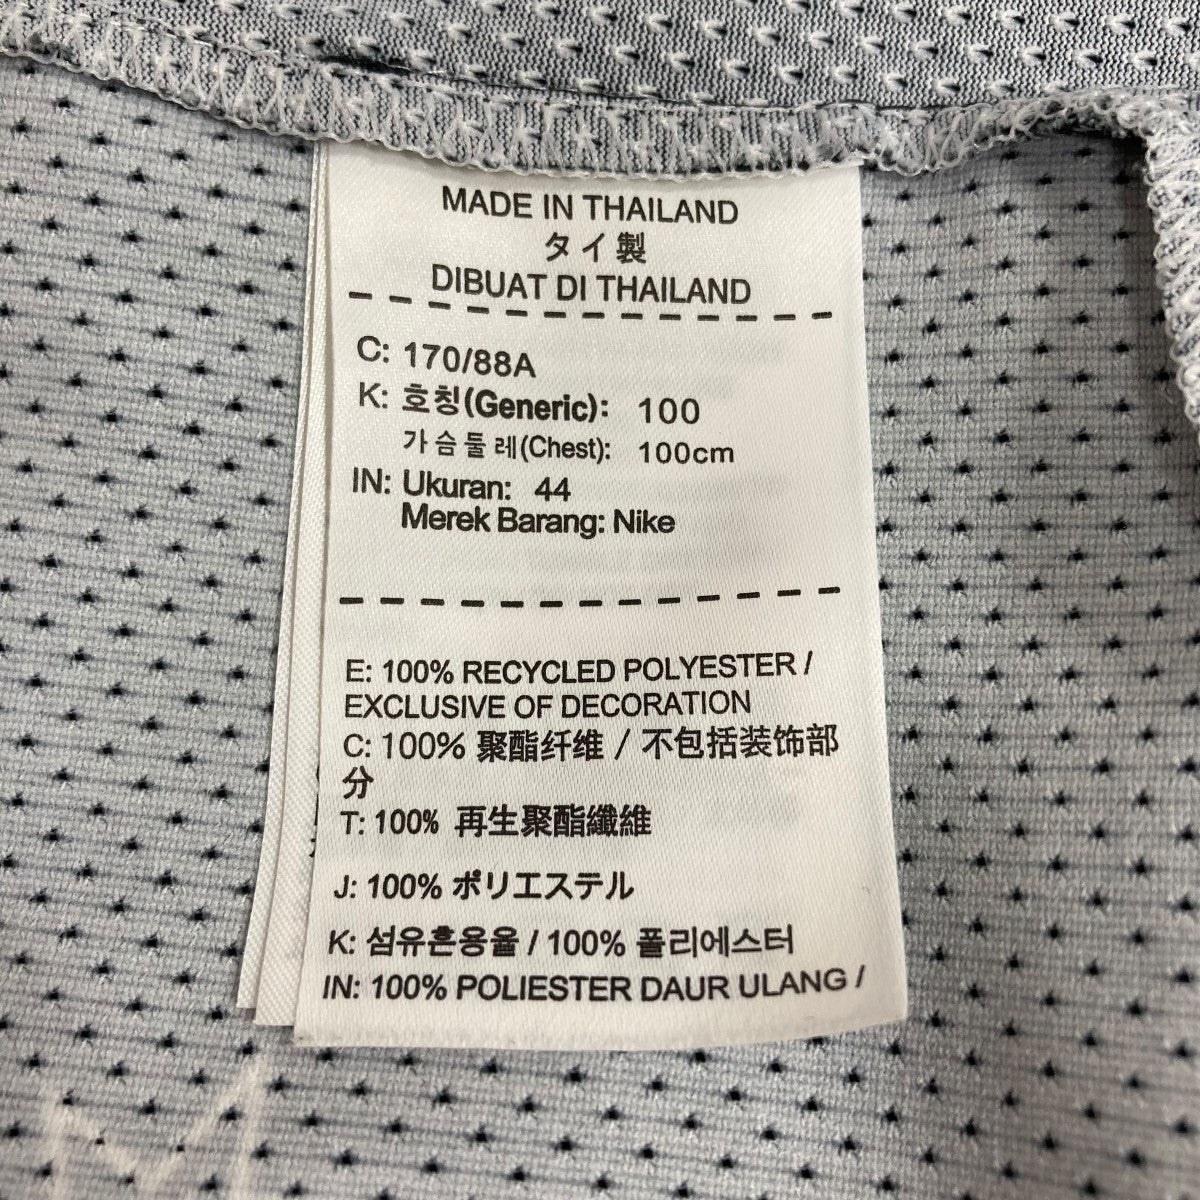 MADE IN THAILAND
タイ製
DIBUAT DI THAILAND
C: 170/88A
K: 호칭(Generic): 100
가슴둘레(Chest): 100cm
IN: Ukuran: 44
Merek Barang: Nike
E: 100% RECYCLED POLYESTER /
EXCLUSIVE OF DECORATION
C: 100% 聚酯纤维 / 不包括装饰部
分
T: 100% 再生聚酯纖維
J: 100% ポリエステル
K: 섬유혼용율 / 100% 폴리에스터
IN: 100% POLIESTER DAUR ULANG /